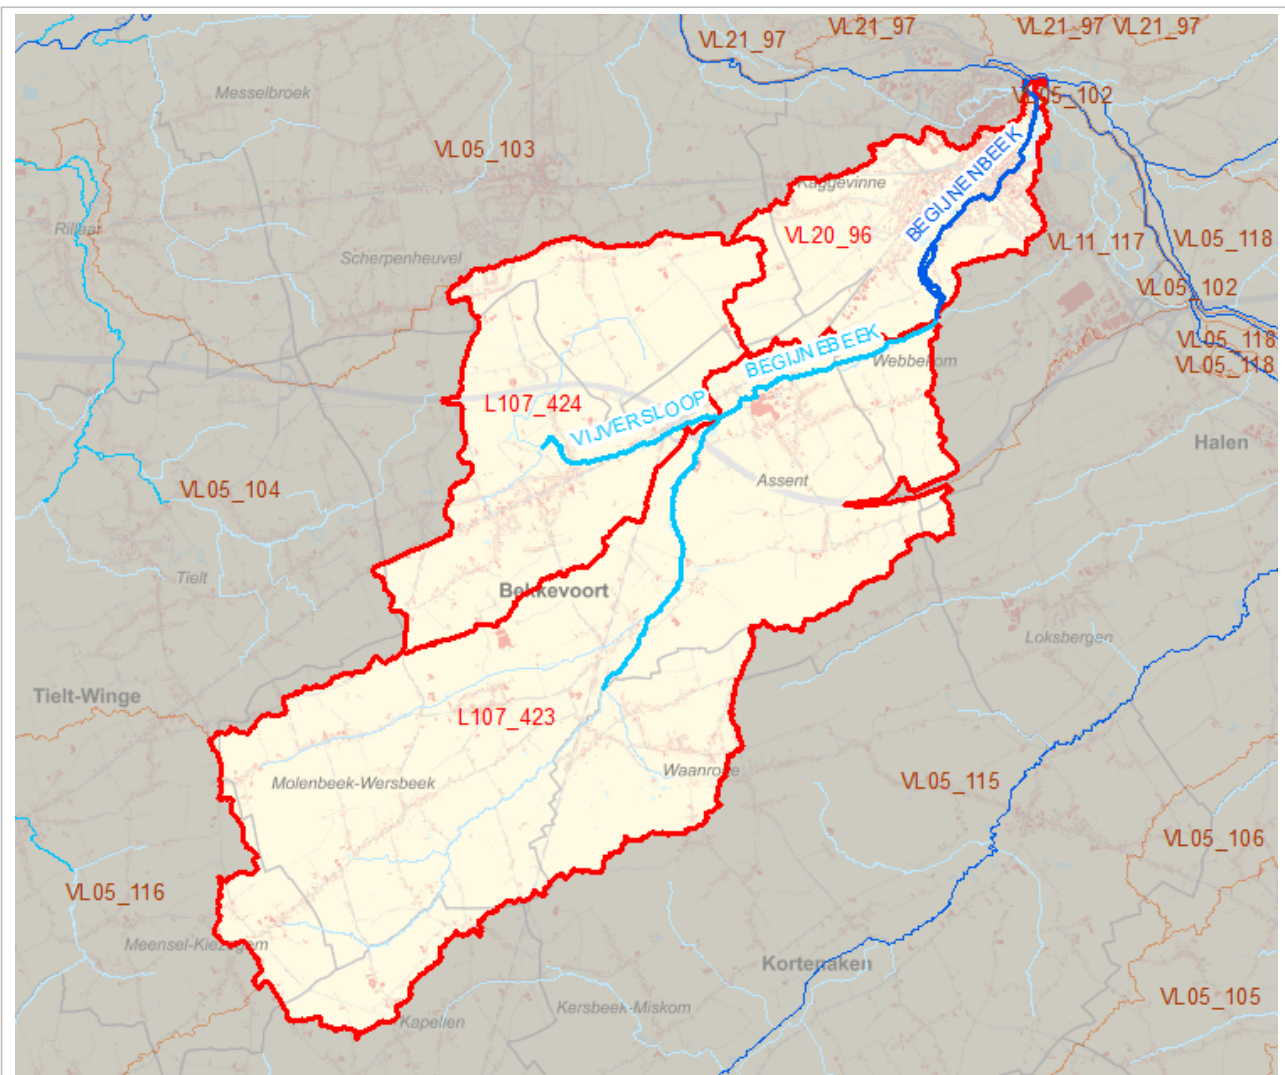 VL21_97
VL21_97
VL21_97
VL21_97
Messelbroek
VL05_102
VL05_103
BEGIJNENBEEK
Kaggevinne
Rillaar
VL20_96
VL11_117
VL05_118
Scherpenheuvel
VL05_102
VL05_118
VL05_118
BEGIJNEBEEK
Webbekom
L107_424
VIJVERSLOOP
Halen
VL05_104
Assent
Tielt
Bekkevoort
Loksbergen
Tielt-Winge
L107_423
Waanrode
Molenbeek-Wersbeek
VL05_115
VL05_106
VL05_116
Meensel-Kiezegem
Kortenaken
VL05_105
Kersbeek-Miskom
Kapellen